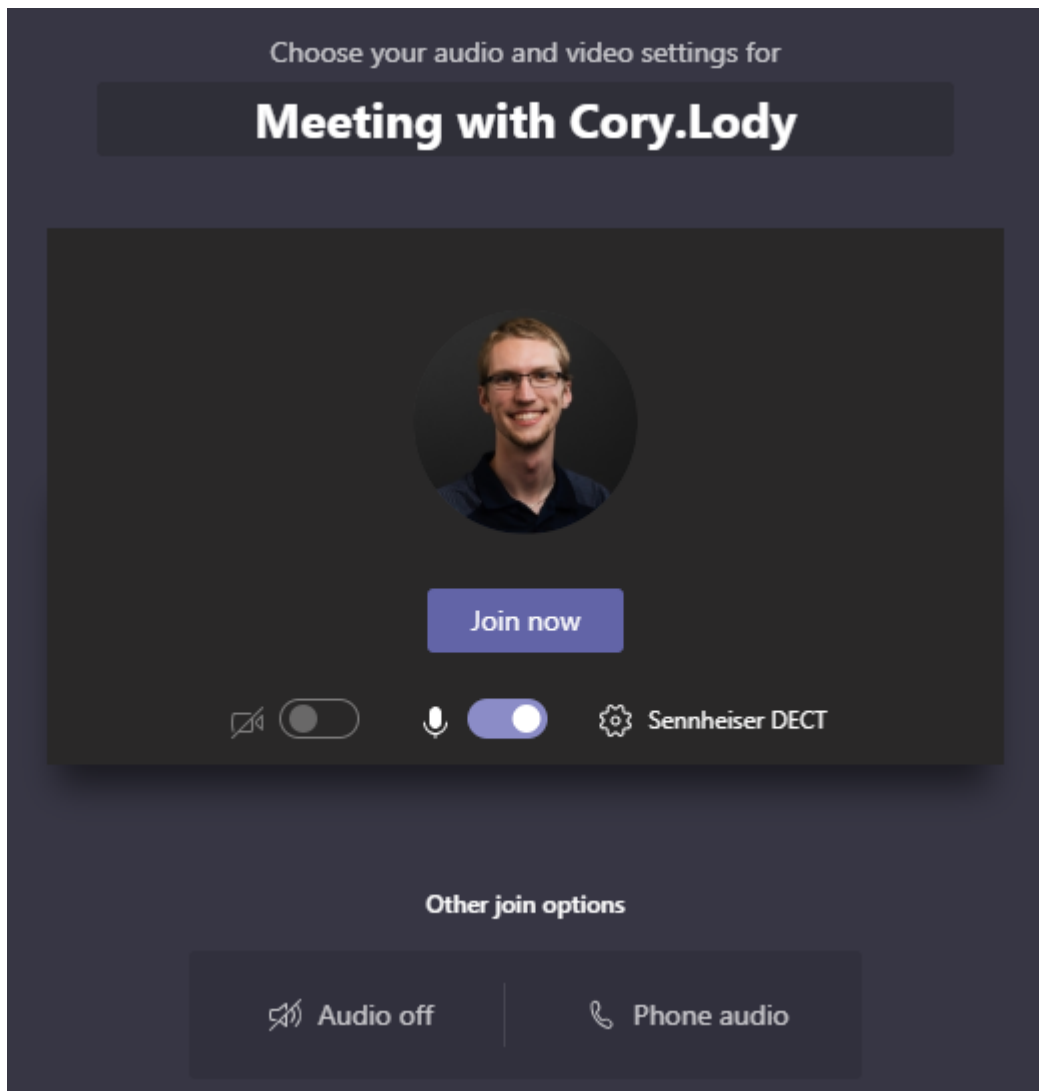 Choose your audio and video settings for
Meeting with Cory.Lody
Join now
Sennheiser DECT
Other join options
Audio off
Phone audio